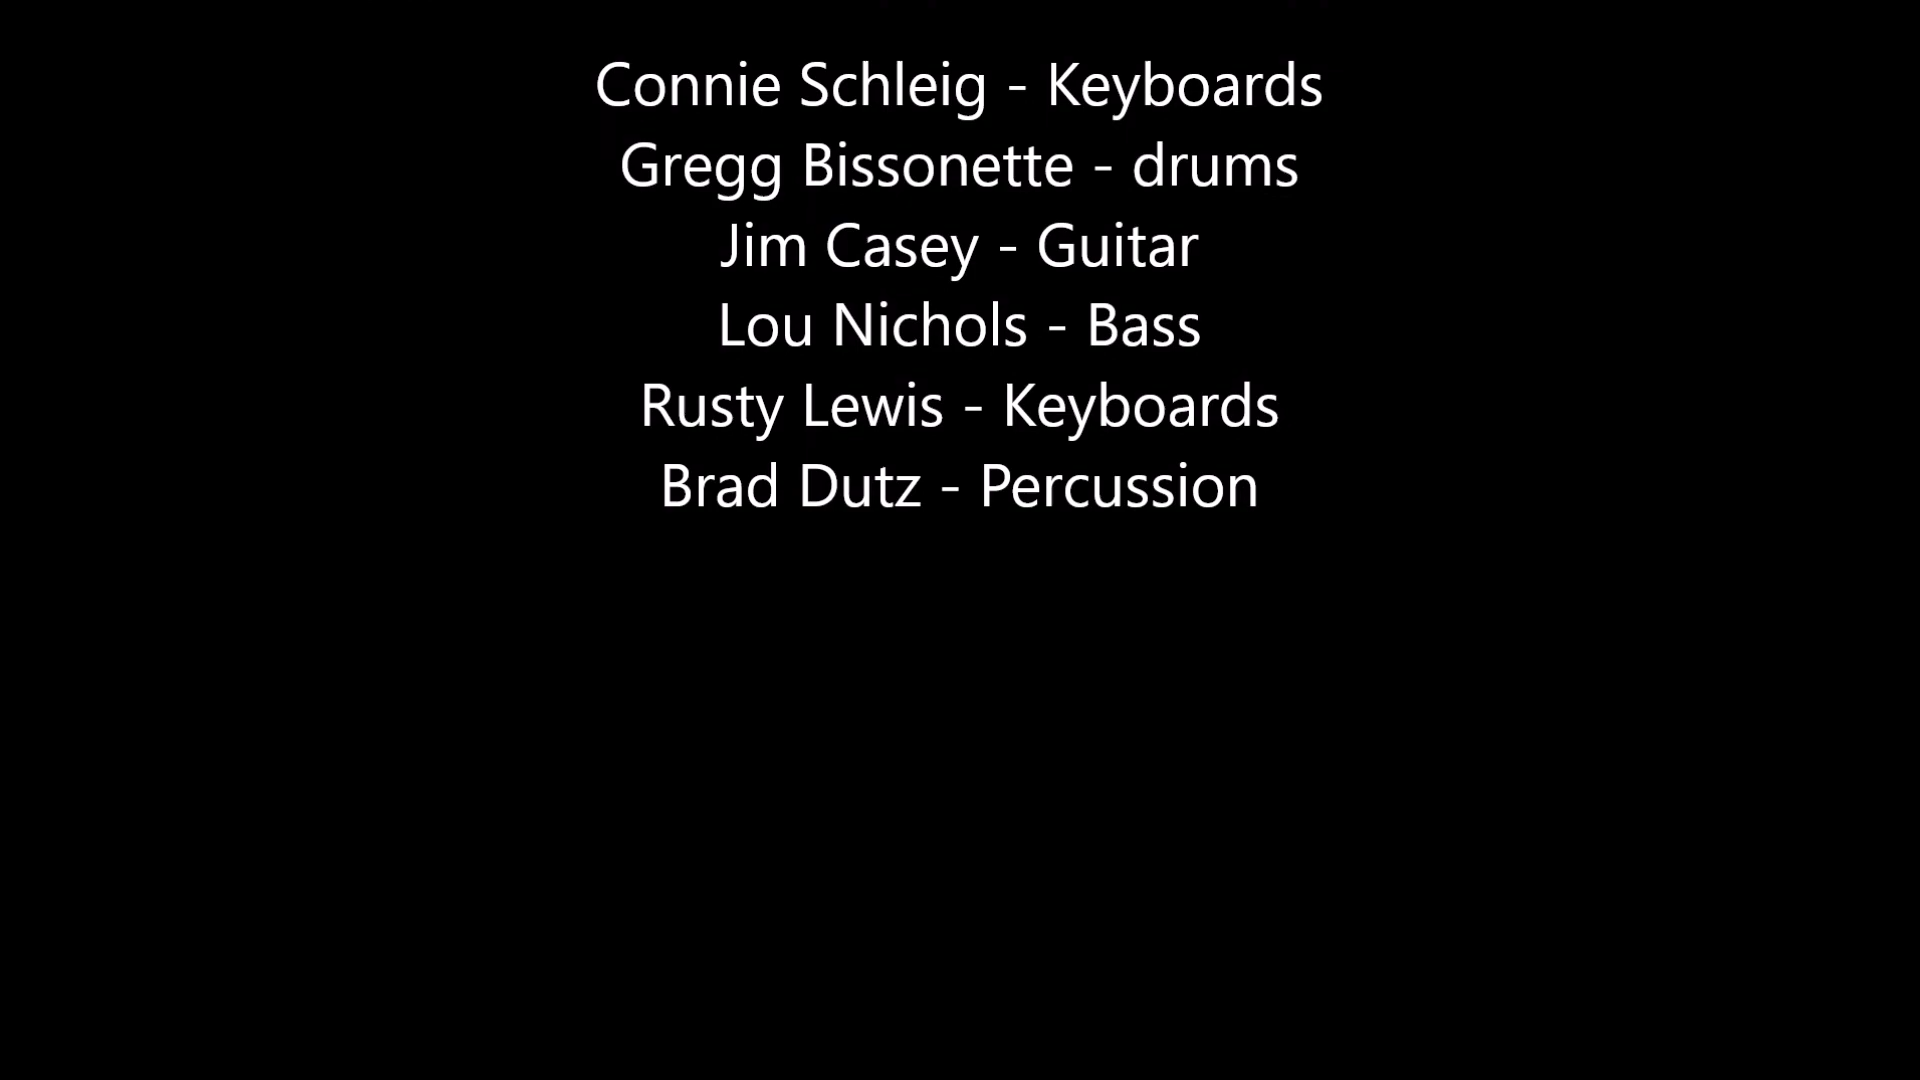 Connie Schleig - Keyboards
Gregg Bissonette - drums
Jim Casey - Guitar
Lou Nichols - Bass
Rusty Lewis - Keyboards
Brad Dutz - Percussion